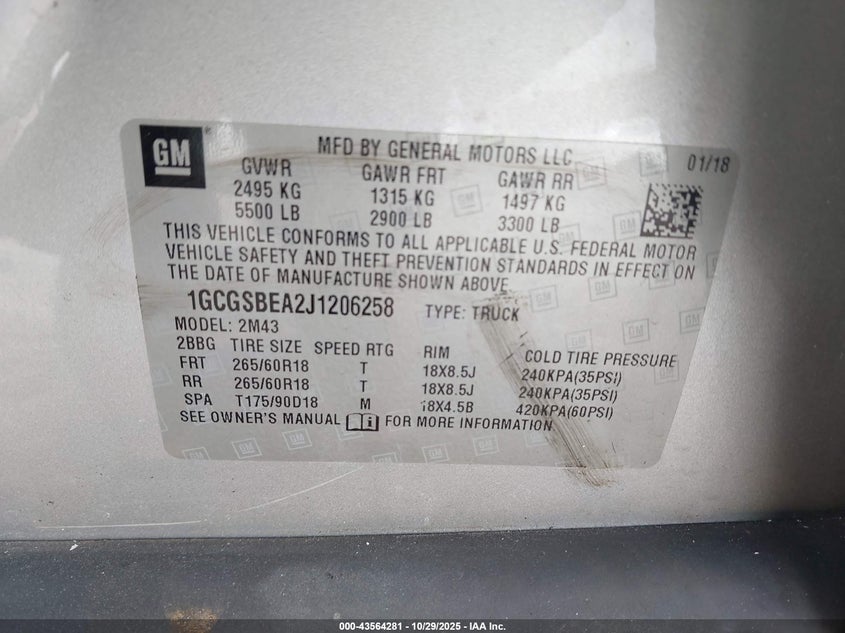 GM
MFD BY GENERAL MOTORS LLC
01/18
GVWR GAWR FRT GAWR RR
2495 KG 1315 KG 1497 KG
5500 LB 2900 LB 3300 LB
THIS VEHICLE CONFORMS TO ALL APPLICABLE U.S. FEDERAL MOTOR
VEHICLE SAFETY AND THEFT PREVENTION STANDARDS IN EFFECT ON
THE DATE OF MANUFACTURE SHOWN ABOVE
1GCGSBEA2J1206258 TYPE: TRUCK
MODEL: 2M43
2BBG TIRE SIZE SPEED RTG RIM COLD TIRE PRESSURE
FRT 265/60R18 T 18X8.5J 240KPA(35PSI)
RR 265/60R18 T 18X8.5J 240KPA(35PSI)
SPA T175/90D18 M 18X4.5B 420KPA(60PSI)
SEE OWNER'S MANUAL FOR MORE INFORMATION
000-43564281 - 10/29/2025 - IAA Inc.